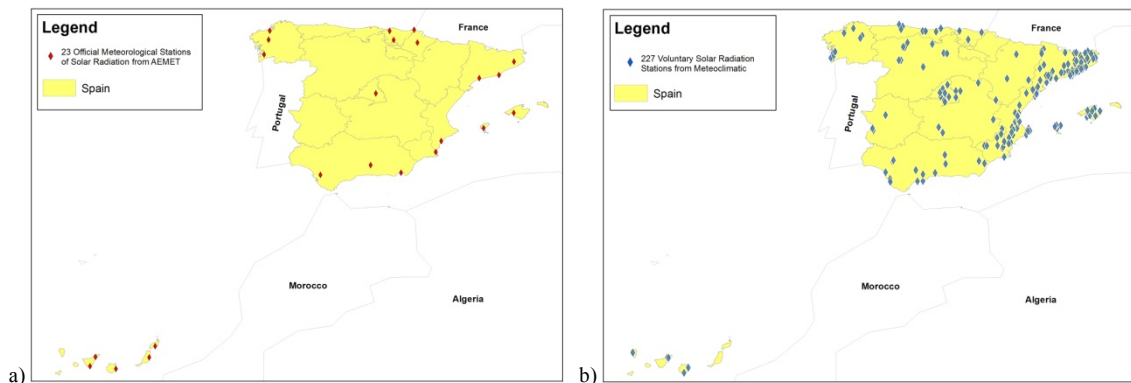 Legend
23 Official Meteorological Stations
of Solar Radiation from AEMET
Spain
France
Portugal
Morocco
Algeria
a)
Legend
227 Voluntary Solar Radiation
Stations from Meteoclimatic
Spain
France
Portugal
Morocco
Algeria
b)